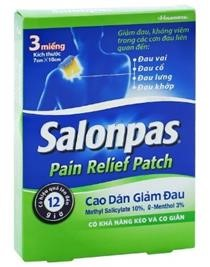 Hisamitsu
3 miếng
Kích thước
7cm x 10cm
Giảm đau, kháng viêm
trong các cơn đau liên
quan đến:
Đau vai
Đau cổ
Đau lưng
Đau khớp
Salonpas®
Pain Relief Patch
12
giờ
Cao Dán Giảm Đau
Methyl Salicylate 10%, ℓ-Menthol 3%
CÓ KHẢ NĂNG KÉO VÀ CO GIÃN